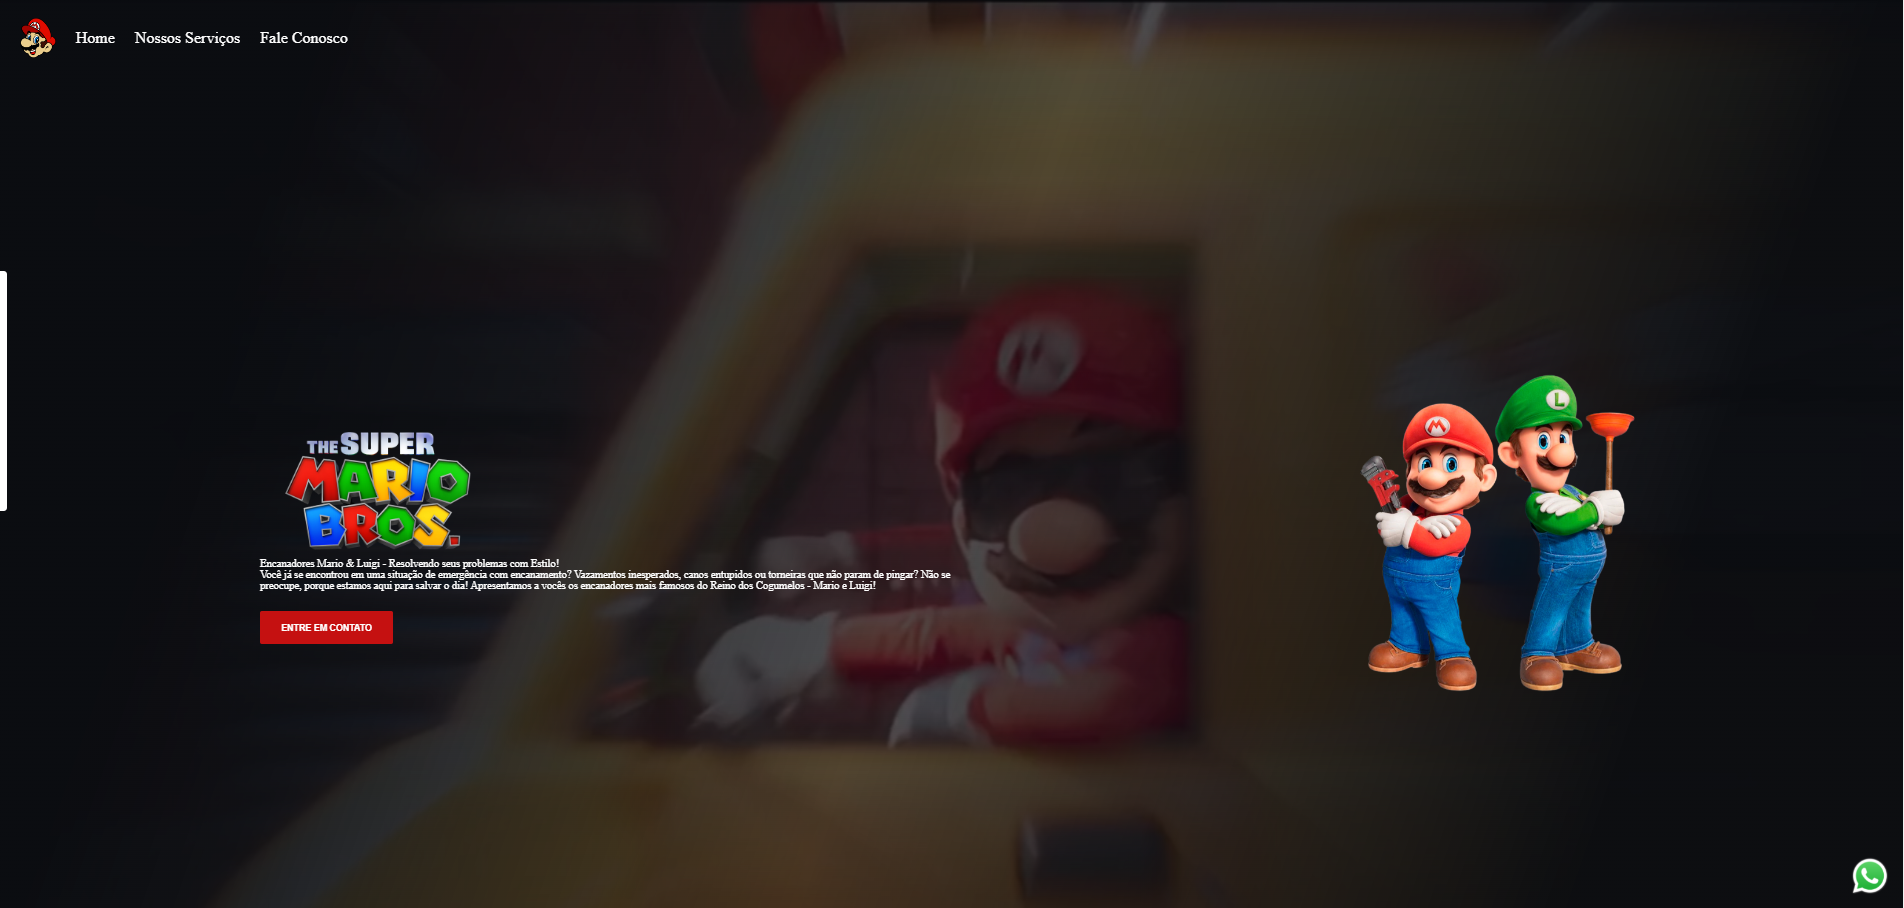 Home Nossos Serviços Fale Conosco
THE SUPER
MARIO
BROS.
Encanadores Mario & Luigi - Resolvendo seus problemas com Estilo!
Você já se encontrou em uma situação de emergência com encanamento? Vazamentos inesperados, canos entupidos ou torneiras que não param de pingar? Não se
preocupe, porque estamos aqui para salvar o dia! Apresentamos a vocês os encanadores mais famosos do Reino dos Cogumelos - Mario e Luigi!
ENTRE EM CONTATO
M
L
M